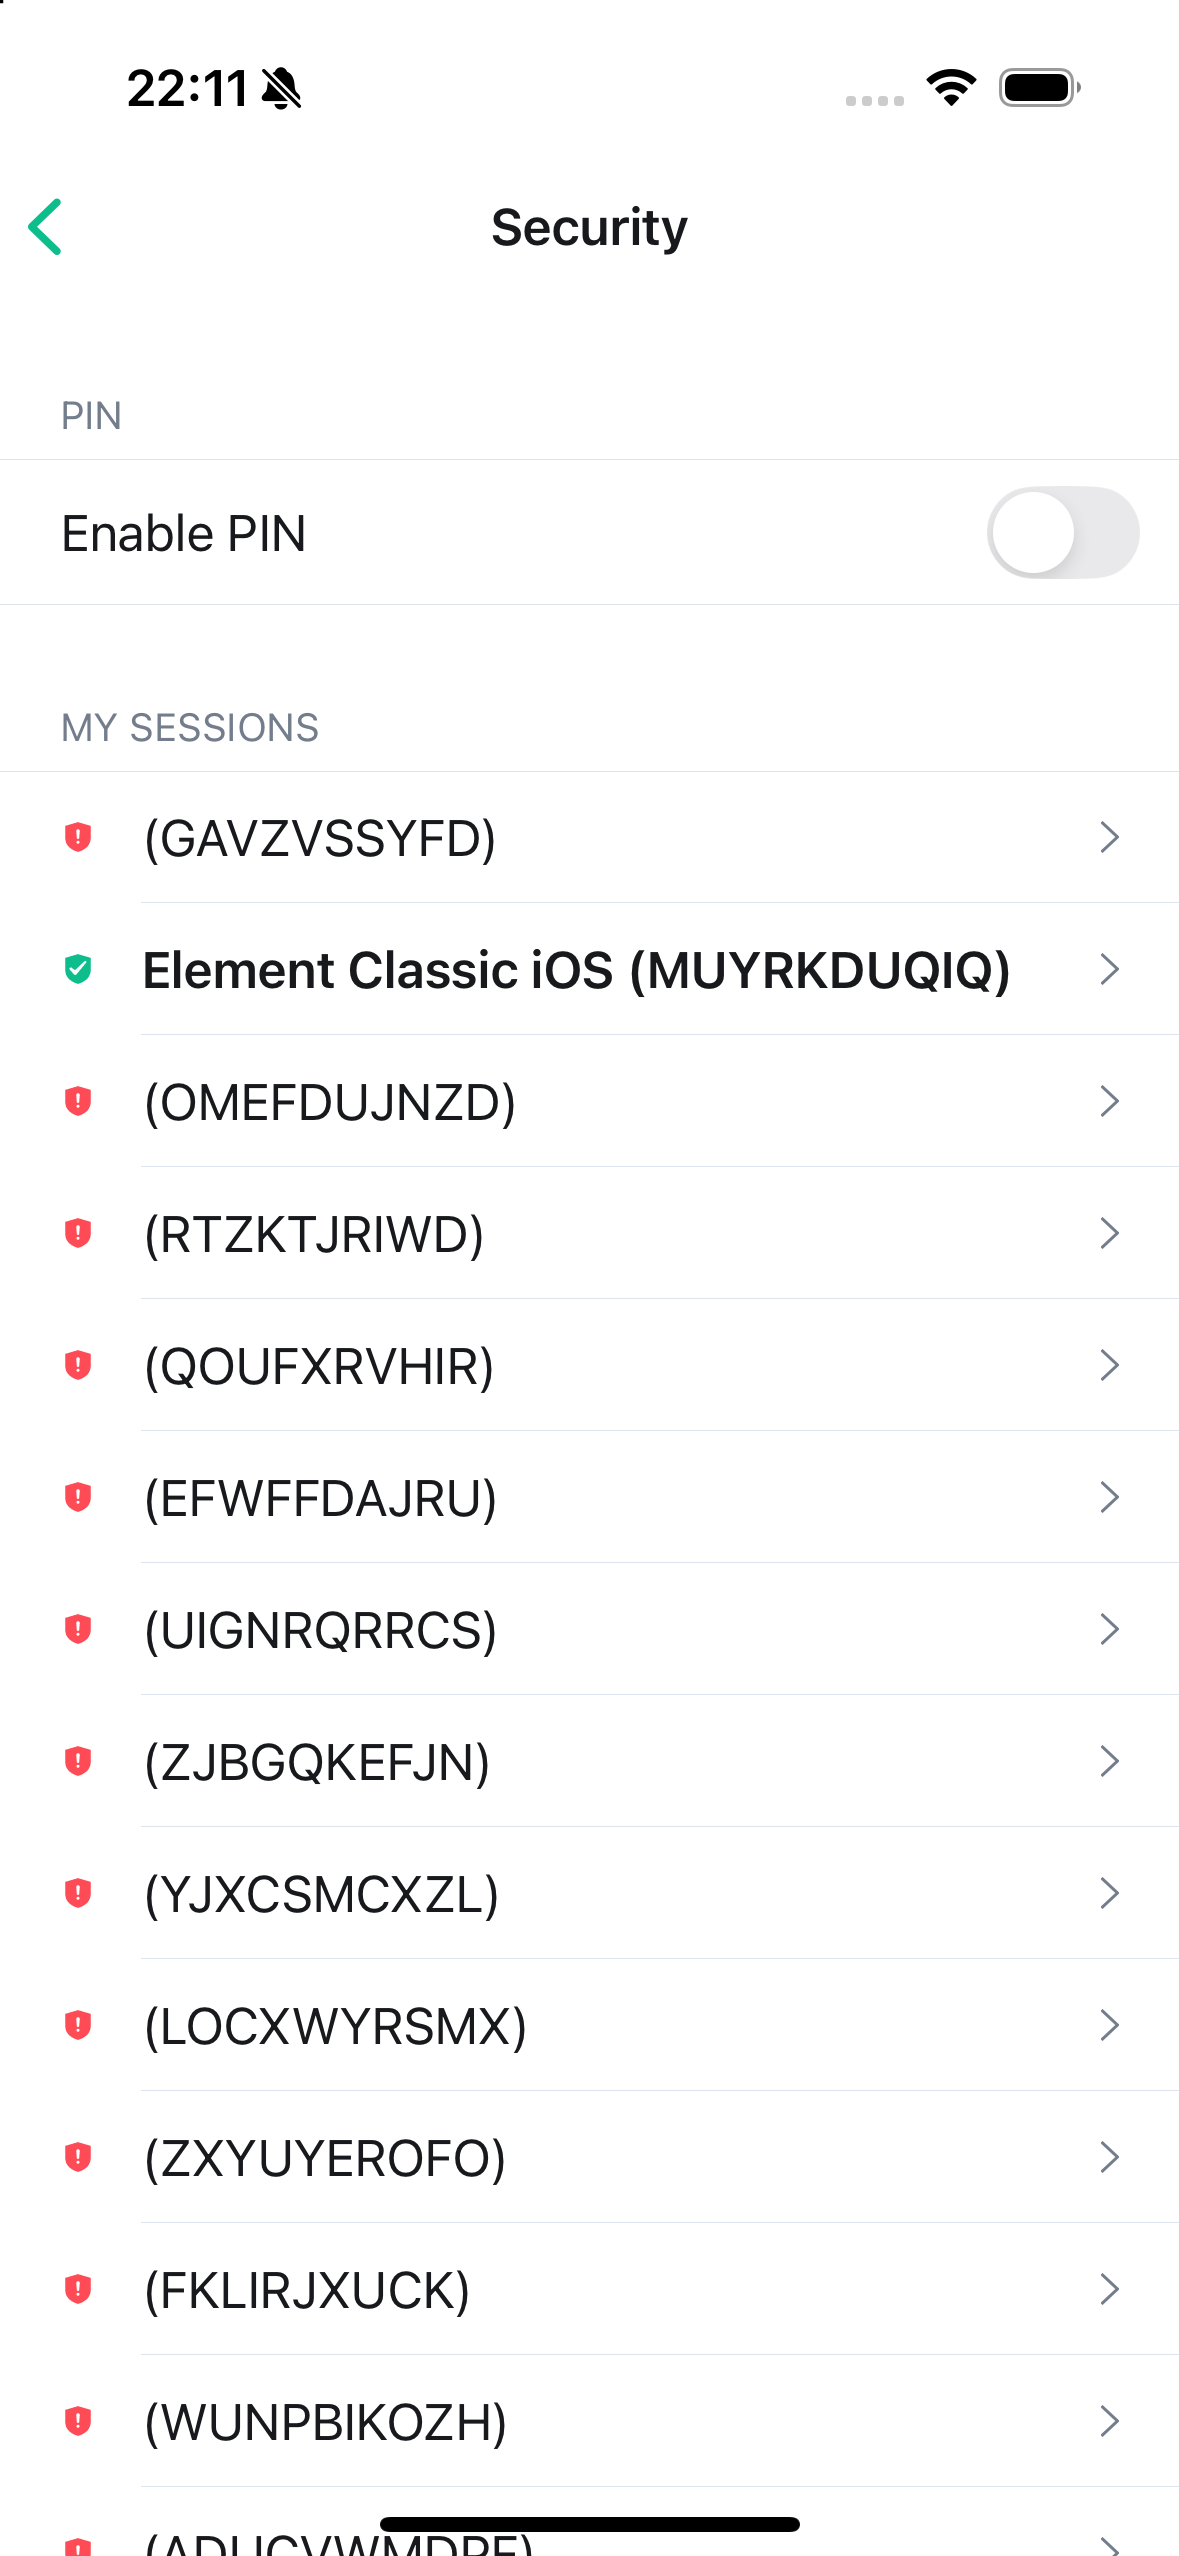 22:11
Security
PIN
Enable PIN
MY SESSIONS
(GAVZVSSYFD)
Element Classic iOS (MUYRKDUQIQ)
(OMEFDUJNZD)
(RTZKTJRIWD)
(QOUFXRVHIR)
(EFWFFDAJRU)
(UIGNRQRRCS)
(ZJBGQKEFJN)
(YJXCSMCXZL)
(LOCXWYRSMX)
(ZXYUYEROFO)
(FKLIRJXUCK)
(WUNPBIKOZH)